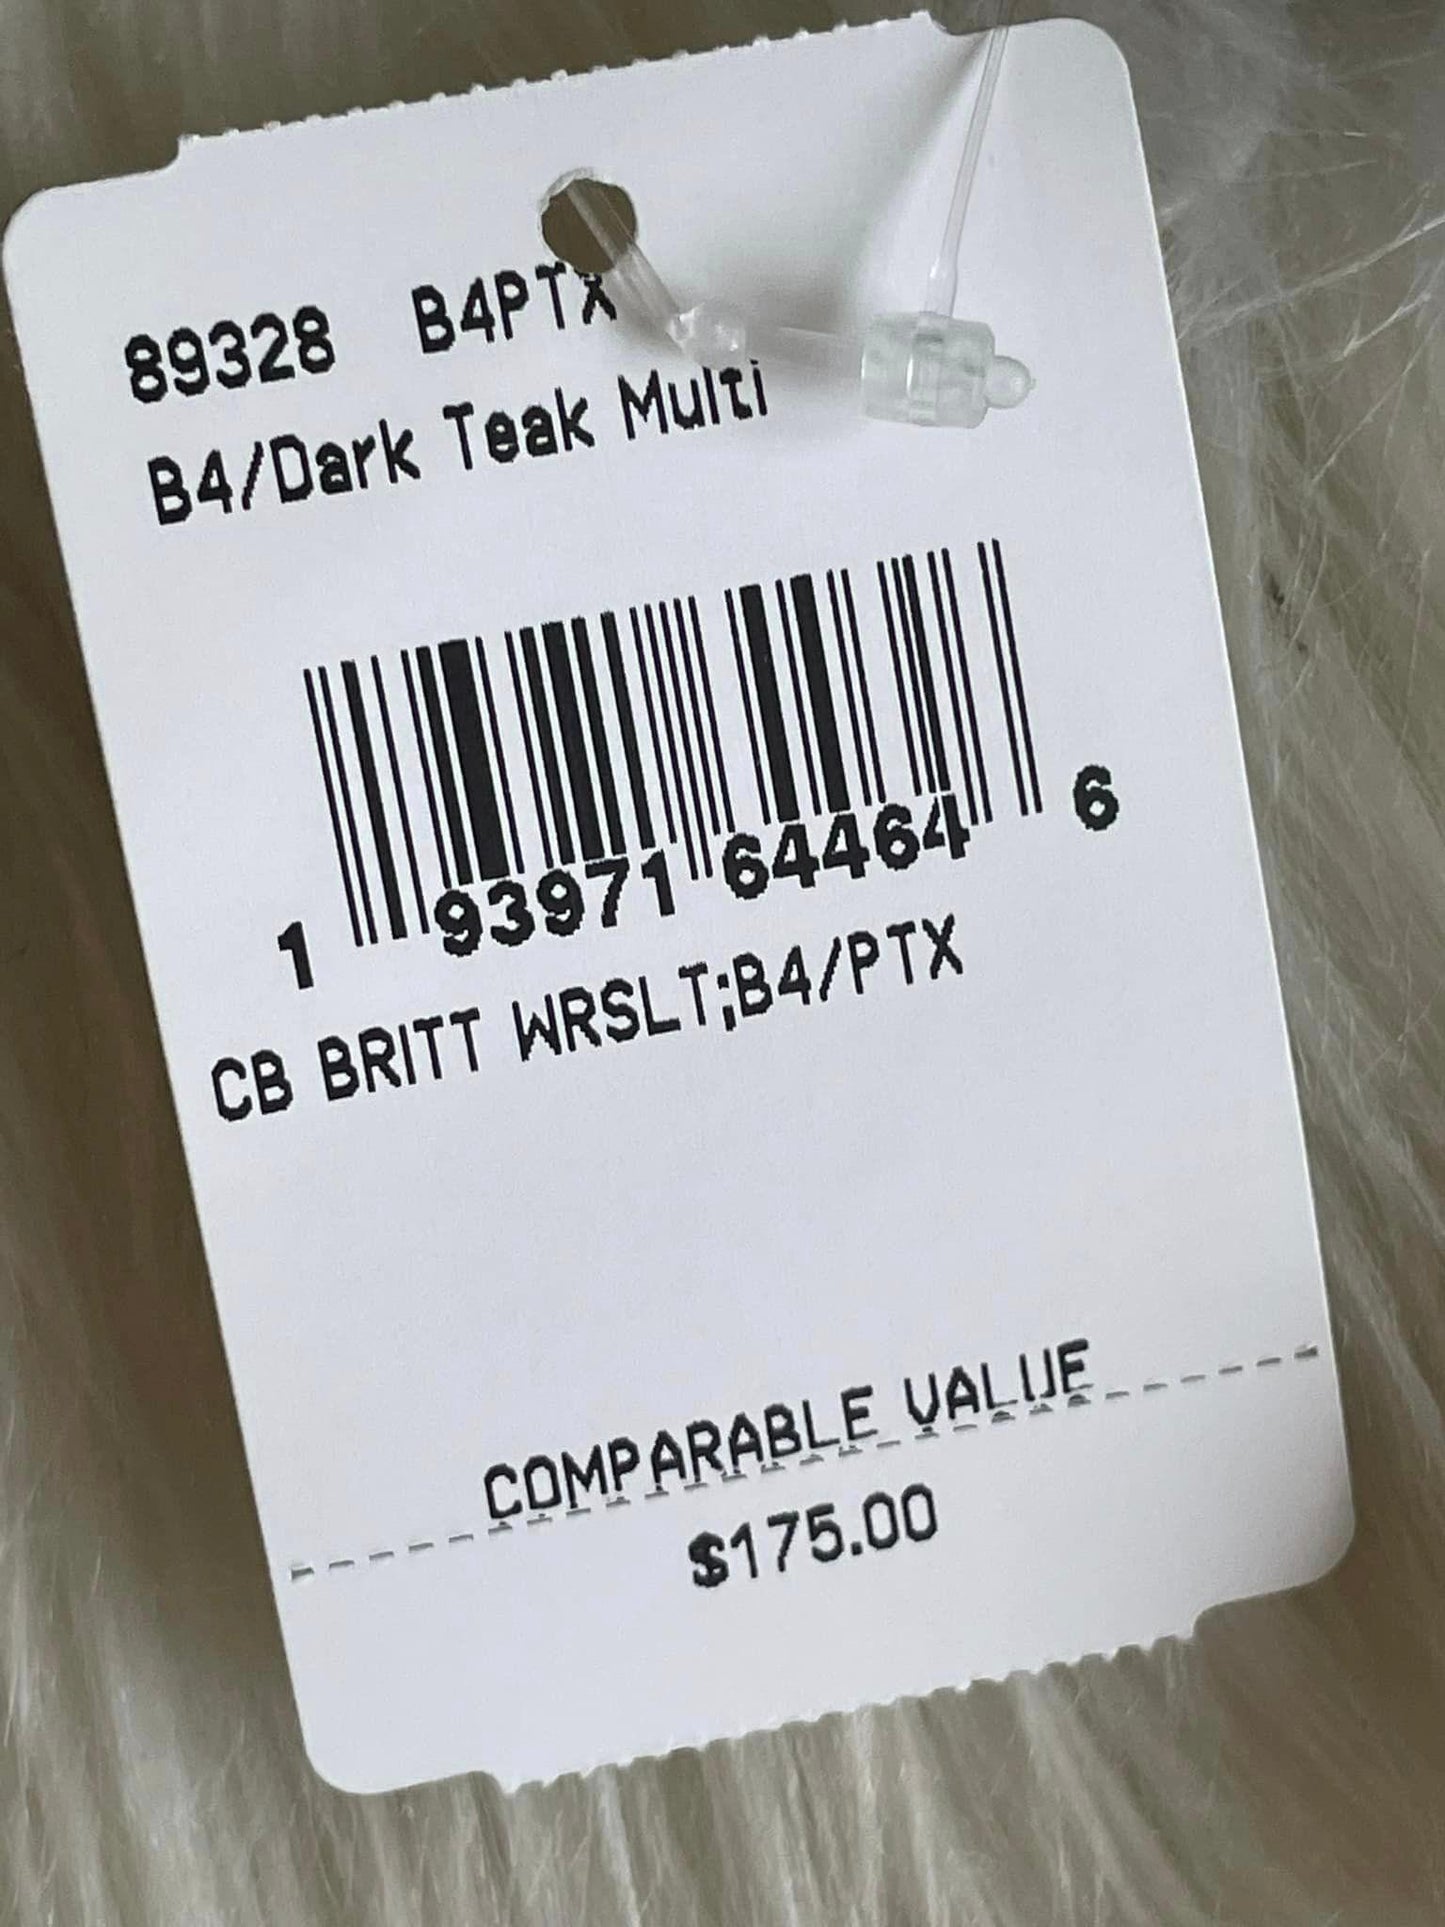 89328 B4PTX
B4/Dark Teak Multi
1 93971 64464 6
CB BRITT WRSLT;B4/PTX
COMPARABLE VALUE
$175.00